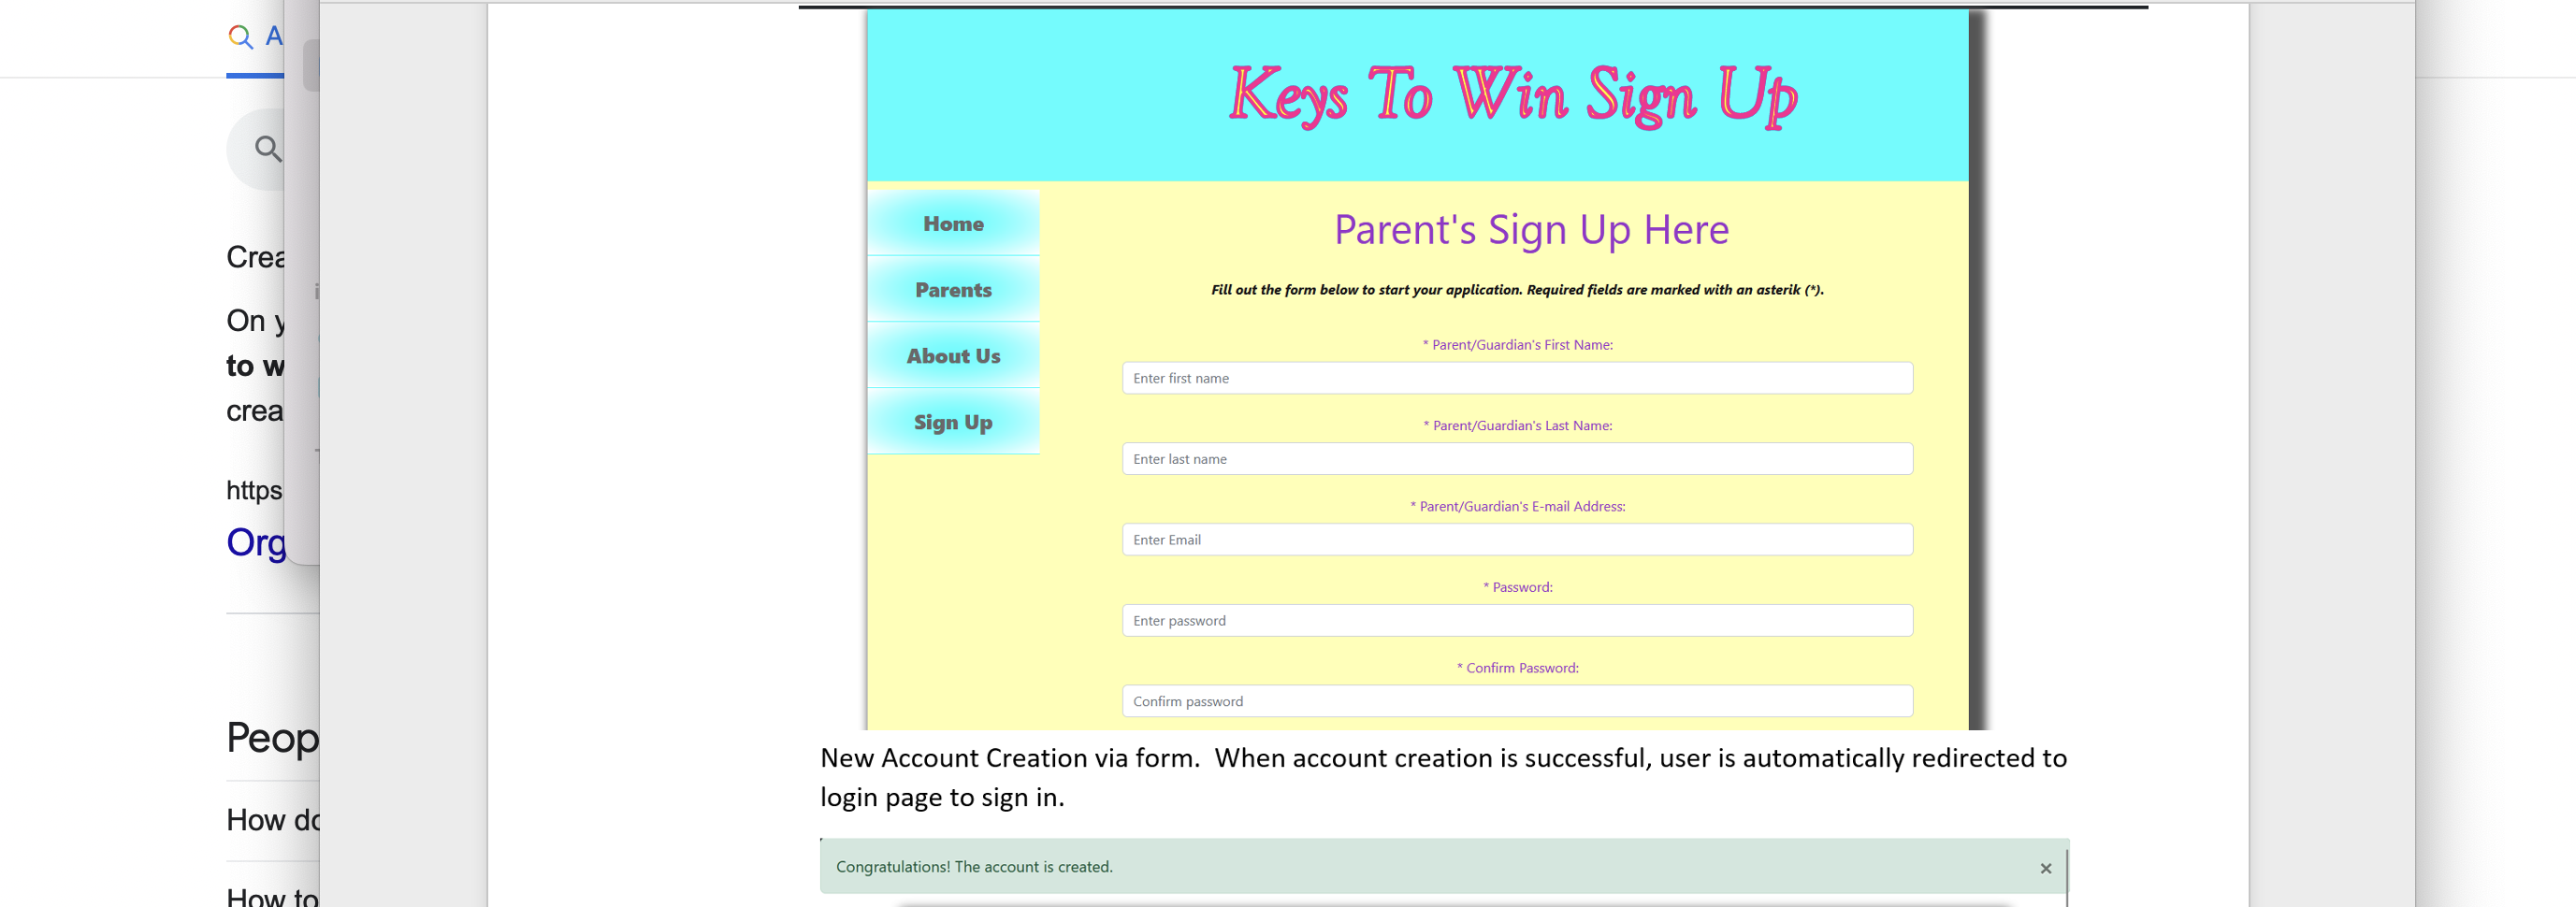 A
Crea
On y
to w
crea
https
Org
Peop
How do
How to
Keys To Win Sign Up
Home
Parents
About Us
Sign Up
Parent's Sign Up Here
Fill out the form below to start your application. Required fields are marked with an asterik (*).
* Parent/Guardian's First Name:
Enter first name
* Parent/Guardian's Last Name:
Enter last name
* Parent/Guardian's E-mail Address:
Enter Email
* Password:
Enter password
* Confirm Password:
Confirm password
New Account Creation via form.  When account creation is successful, user is automatically redirected to
login page to sign in.
Congratulations! The account is created. ×